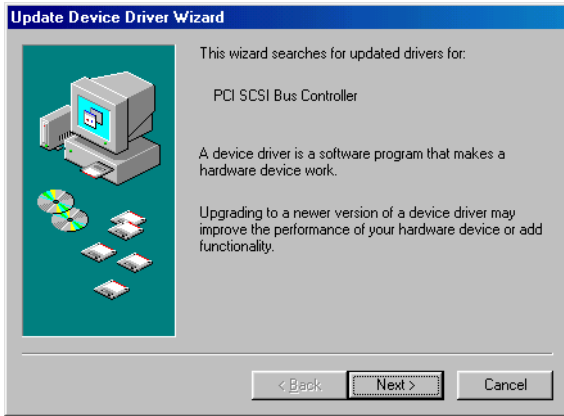 Update Device Driver Wizard
This wizard searches for updated drivers for:
PCI SCSI Bus Controller
A device driver is a software program that makes a
hardware device work.
Upgrading to a newer version of a device driver may
improve the performance of your hardware device or add
functionality.
< Back
Next >
Cancel